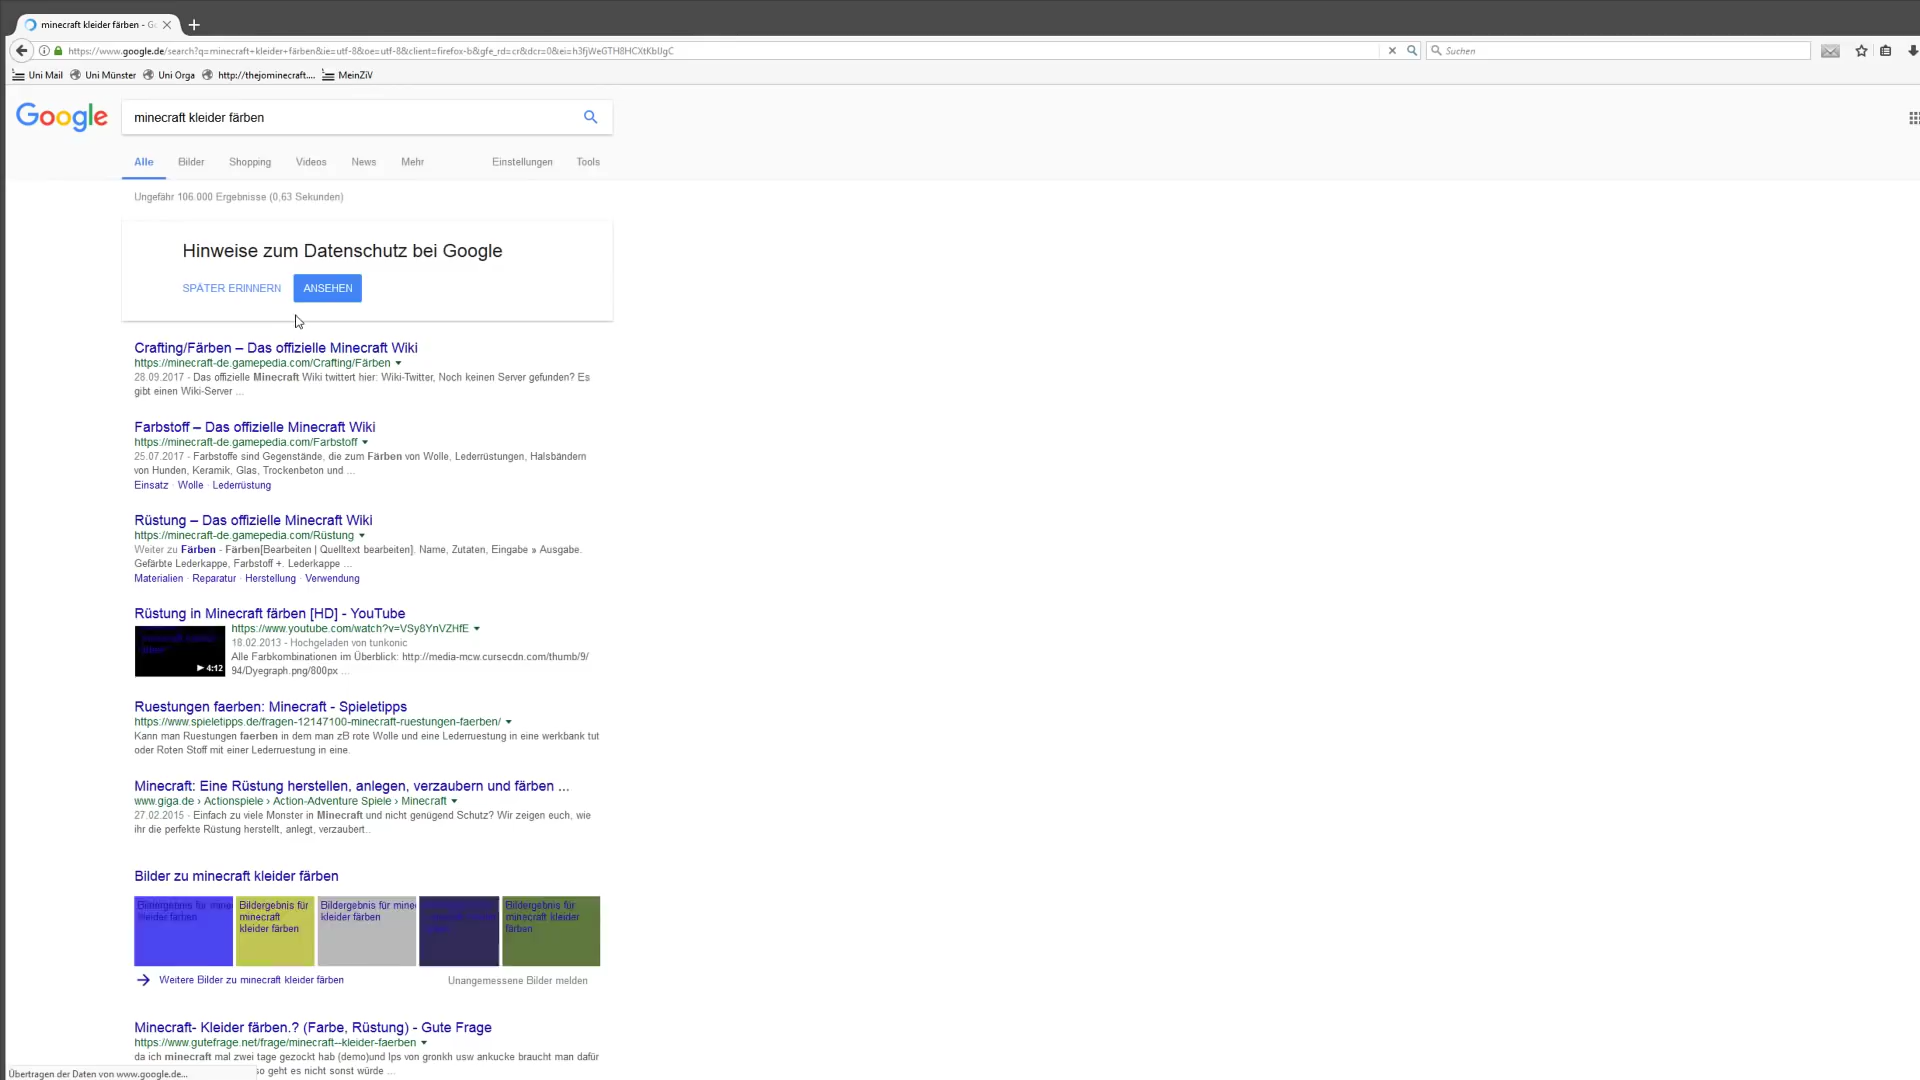 minecraft kleider färben - G
https://www.google.de/search?q=minecraft+kleider+färben&ie=utf-8&oe=utf-8&client=firefox-b&gfe_rd=cr&dcr=0&ei=h3fjWeGTH8HCXtKbIJgC
Suchen
Uni Mail Uni Münster Uni Orga http://thejominecraft.... MeinZiV
Google
minecraft kleider färben
Alle Bilder Shopping Videos News Mehr Einstellungen Tools
Ungefähr 106.000 Ergebnisse (0,63 Sekunden)
Hinweise zum Datenschutz bei Google
SPÄTER ERINNERN ANSEHEN
Crafting/Färben – Das offizielle Minecraft Wiki
https://minecraft-de.gamepedia.com/Crafting/Färben
28.09.2017 - Das offizielle Minecraft Wiki twittert hier: Wiki-Twitter, Noch keinen Server gefunden? Es
gibt einen Wiki-Server ...
Farbstoff – Das offizielle Minecraft Wiki
https://minecraft-de.gamepedia.com/Farbstoff
25.07.2017 - Farbstoffe sind Gegenstände, die zum Färben von Wolle, Lederrüstungen, Halsbändern
von Hunden, Keramik, Glas, Trockenbeton und ...
Einsatz · Wolle · Lederrüstung
Rüstung – Das offizielle Minecraft Wiki
https://minecraft-de.gamepedia.com/Rüstung
Weiter zu Färben - Färben[Bearbeiten | Quelltext bearbeiten]. Name, Zutaten, Eingabe » Ausgabe.
Gefärbte Lederkappe, Farbstoff +. Lederkappe ...
Materialien · Reparatur · Herstellung · Verwendung
Rüstung in Minecraft färben [HD] - YouTube
https://www.youtube.com/watch?v=VSy8YnVZHfE
18.02.2013 - Hochgeladen von tunkonic
Alle Farbkombinationen im Überblick: http://media-mcw.cursecdn.com/thumb/9/
94/Dyegraph.png/800px ...
4:12
Ruestungen faerben: Minecraft - Spieletipps
https://www.spieletipps.de/fragen-12147100-minecraft-ruestungen-faerben/
Kann man Ruestungen faerben in dem man zB rote Wolle und eine Lederruestung in eine werkbank tut
oder Roten Stoff mit einer Lederruestung in eine.
Minecraft: Eine Rüstung herstellen, anlegen, verzaubern und färben ...
www.giga.de › Actionspiele › Action-Adventure Spiele › Minecraft
27.02.2015 - Einfach zu viele Monster in Minecraft und nicht genügend Schutz? Wir zeigen euch, wie
ihr die perfekte Rüstung herstellt, anlegt, verzaubert..
Bilder zu minecraft kleider färben
Bildergebnis für mine
kleider färben
Bildergebnis für
minecraft
kleider färben
Bildergebnis für mine
kleider färben
Bildergebnis für
minecraft kleider
färben
Weitere Bilder zu minecraft kleider färben Unangemessene Bilder melden
Minecraft- Kleider färben.? (Farbe, Rüstung) - Gute Frage
https://www.gutefrage.net/frage/minecraft--kleider-faerben
da ich minecraft mal zwei tage gezockt hab (demo)und lps von gronkh usw ankucke braucht man dafür
so geht es nicht sonst würde ...
Übertragen der Daten von www.google.de...